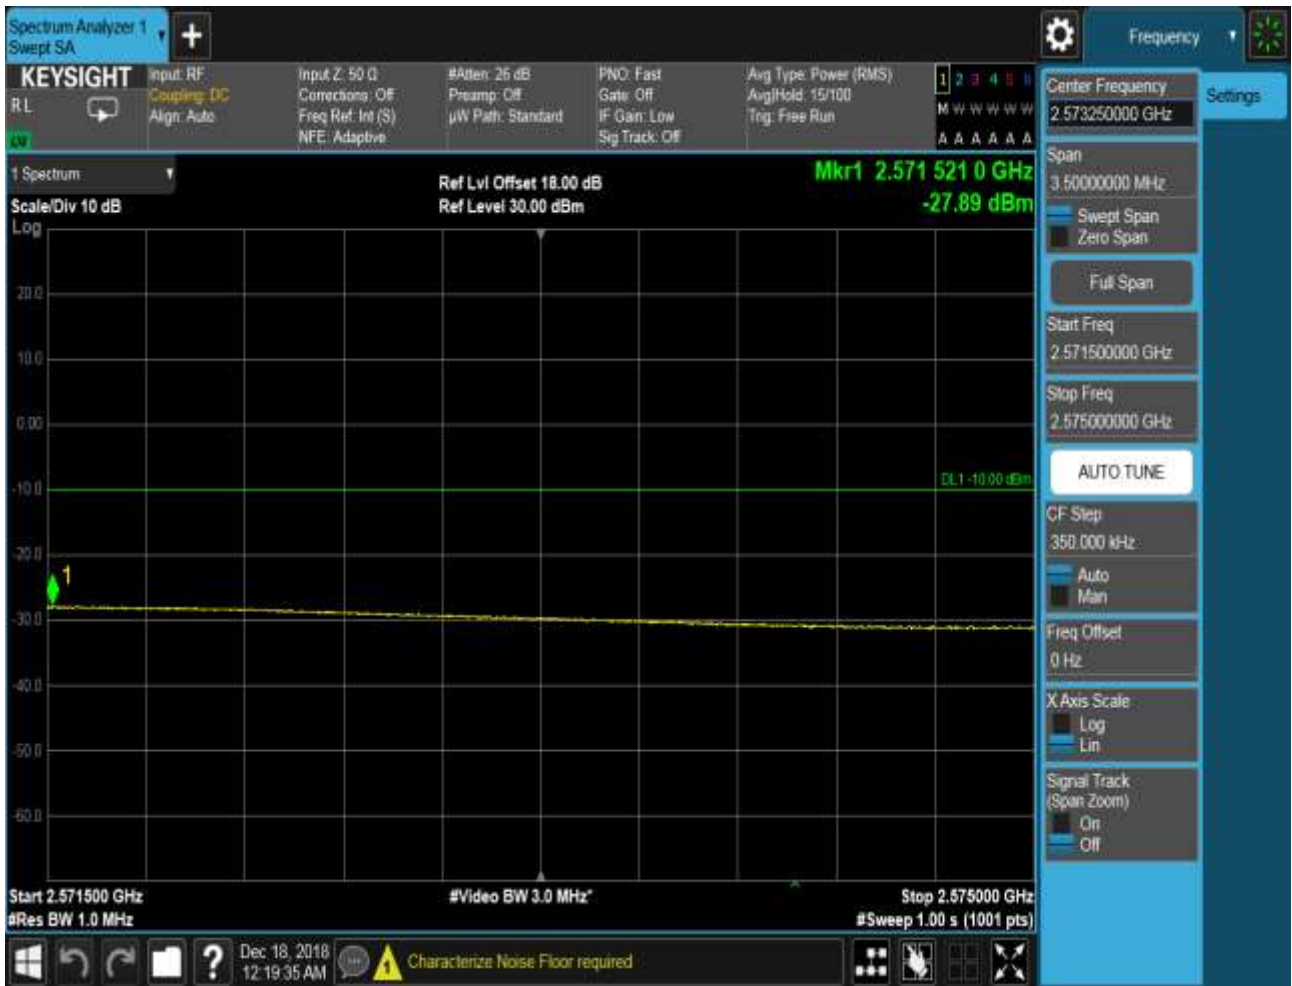 Spectrum Analyzer 1
Swept SA
+
Frequency
KEYSIGHT
R L
Input: RF
Coupling: DC
Align: Auto
Input Z: 50 Ω
Corrections: Off
Freq Ref: Int (S)
NFE: Adaptive
#Atten: 26 dB
Preamp: Off
µW Path: Standard
PNO: Fast
Gate: Off
IF Gain: Low
Sig Track: Off
Avg Type: Power (RMS)
Avg|Hold: 15/100
Trig: Free Run
1 2 3 4 5 6
M W W W W W
A A A A A A
1 Spectrum
Scale/Div 10 dB
Log
Ref Lvl Offset 18.00 dB
Ref Level 30.00 dBm
Mkr1 2.571 521 0 GHz
-27.89 dBm
20.0
10.0
0.00
-10.0
-20.0
-30.0
-40.0
-50.0
-60.0
DL1 -10.00 dBm
1
Start 2.571500 GHz
#Res BW 1.0 MHz
#Video BW 3.0 MHz*
Stop 2.575000 GHz
#Sweep 1.00 s (1001 pts)
Center Frequency
2.573250000 GHz
Settings
Span
3.50000000 MHz
Swept Span
Zero Span
Full Span
Start Freq
2.571500000 GHz
Stop Freq
2.575000000 GHz
AUTO TUNE
CF Step
350.000 kHz
Auto
Man
Freq Offset
0 Hz
X Axis Scale
Log
Lin
Signal Track
(Span Zoom)
On
Off
?
Dec 18, 2018
12:19:35 AM
1
Characterize Noise Floor required